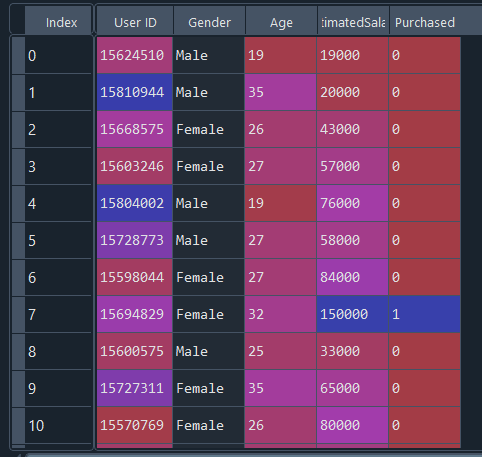 Index User ID Gender Age timatedSala Purchased
0 15624510 Male 19 19000 0
1 15810944 Male 35 20000 0
2 15668575 Female 26 43000 0
3 15603246 Female 27 57000 0
4 15804002 Male 19 76000 0
5 15728773 Male 27 58000 0
6 15598044 Female 27 84000 0
7 15694829 Female 32 150000 1
8 15600575 Male 25 33000 0
9 15727311 Female 35 65000 0
10 15570769 Female 26 80000 0